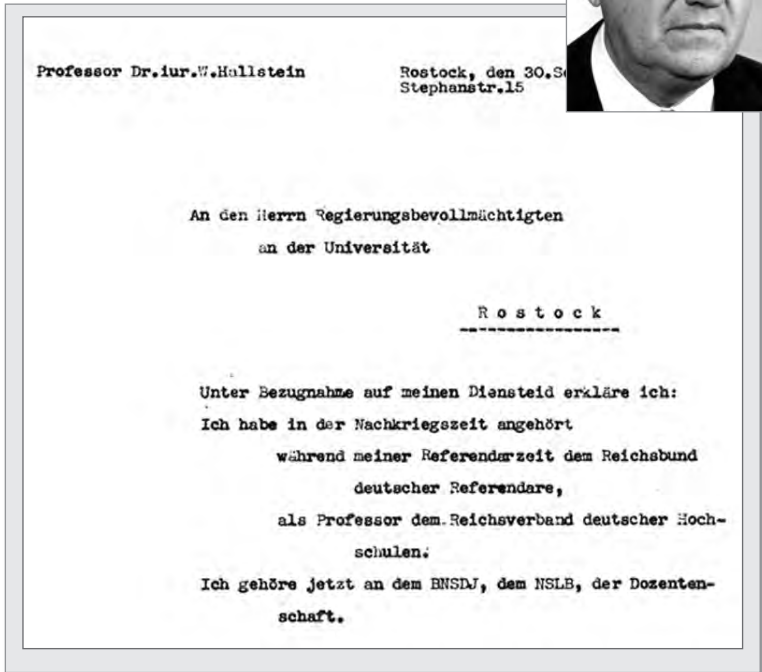 Professor Dr.iur.W.Hallstein
Rostock, den 30.
Stephanstr.15
An den Herrn Regierungsbevollmächtigten
an der Universität
Rostock
Unter Bezugnahme auf meinen Diensteid erkläre ich:
Ich habe in der Nachkriegszeit angehört
während meiner Referendarzeit dem Reichsbund
deutscher Referendare,
als Professor dem Reichsverband deutscher Hoch-
schulen.
Ich gehöre jetzt an dem BNSDJ, dem NSLB, der Dozenten-
schaft.